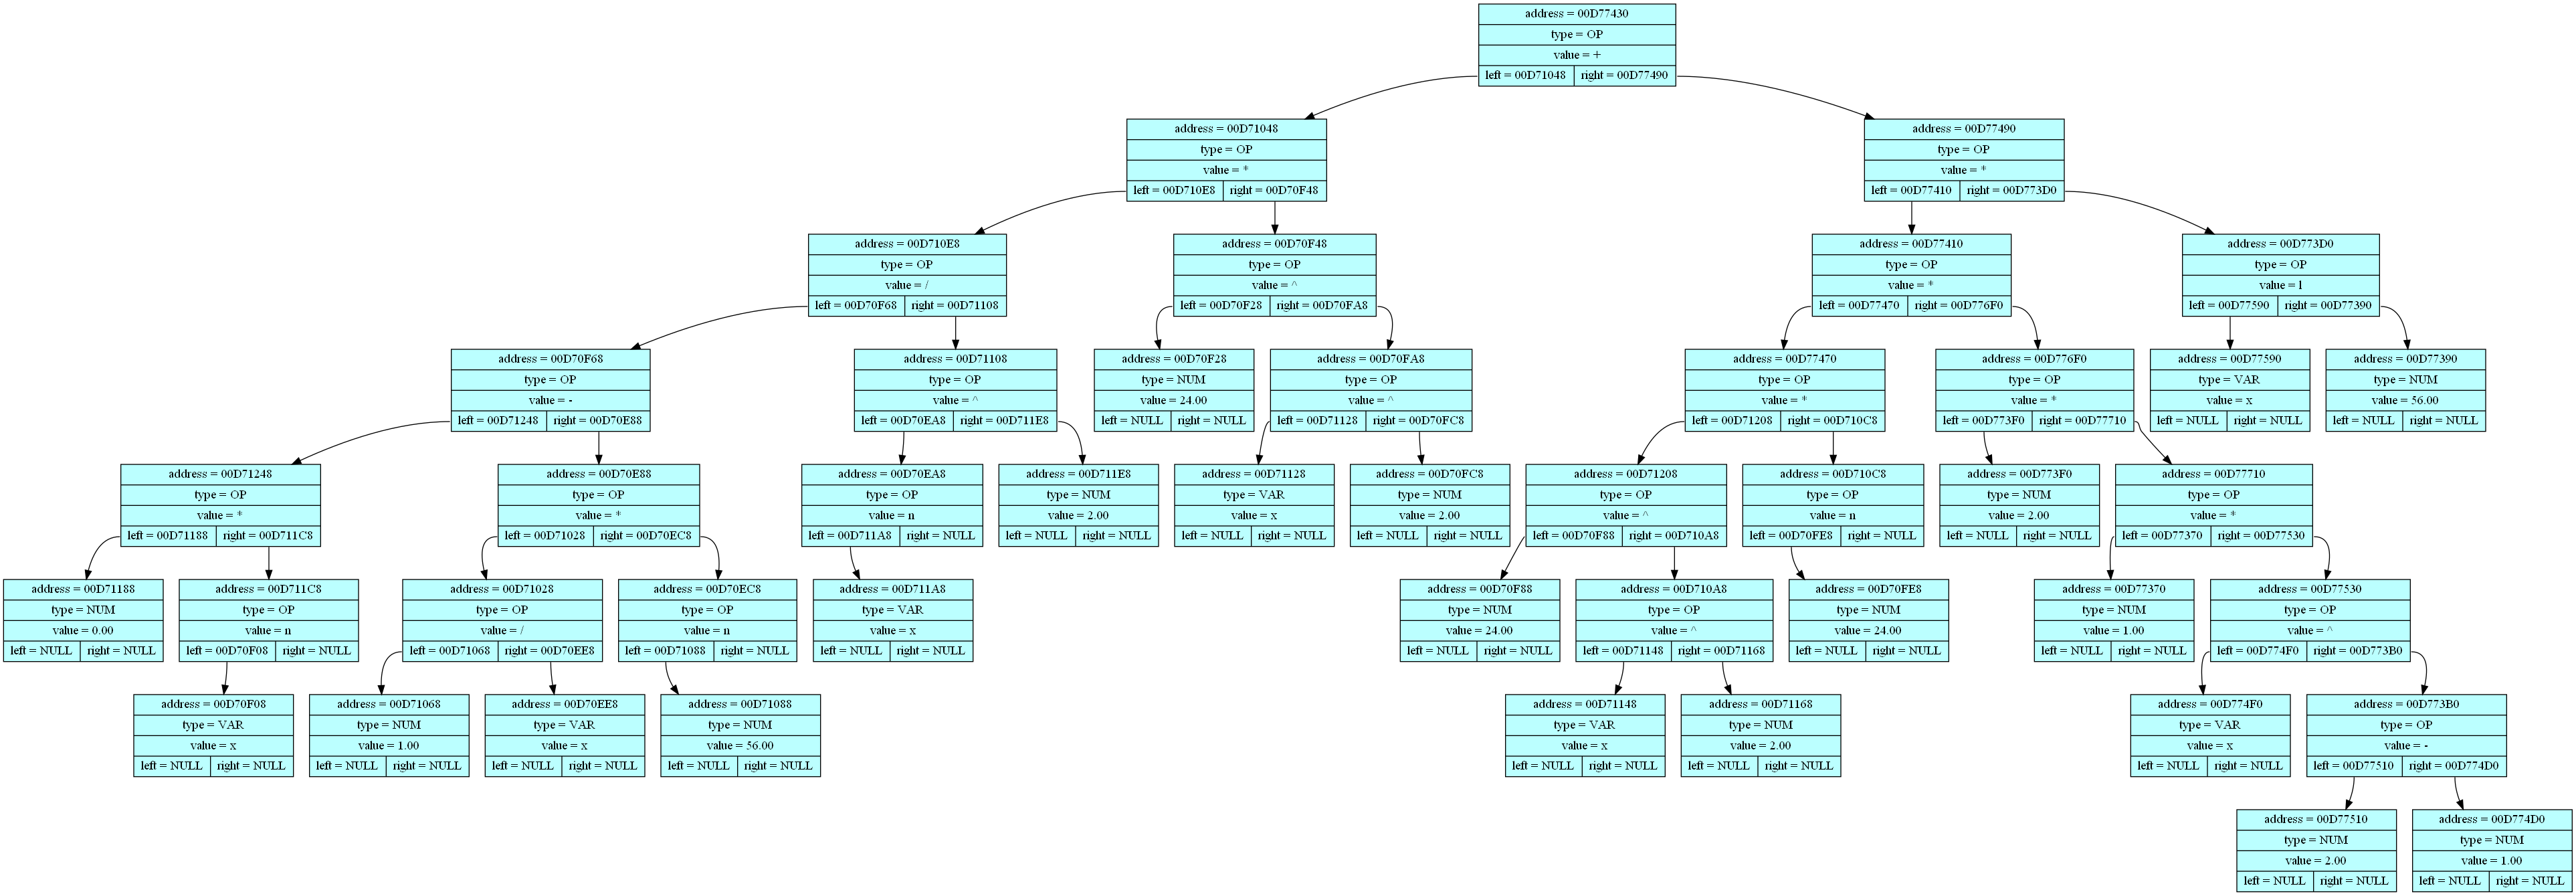 address = 00D77430
type = OP
value = +
left = 00D71048 right = 00D77490
address = 00D71048
type = OP
value = *
left = 00D710E8 right = 00D70F48
address = 00D77490
type = OP
value = *
left = 00D77410 right = 00D773D0
address = 00D710E8
type = OP
value = /
left = 00D70F68 right = 00D71108
address = 00D70F48
type = OP
value = ^
left = 00D70F28 right = 00D70FA8
address = 00D77410
type = OP
value = *
left = 00D77470 right = 00D776F0
address = 00D773D0
type = OP
value = l
left = 00D77590 right = 00D77390
address = 00D70F68
type = OP
value = -
left = 00D71248 right = 00D70E88
address = 00D71108
type = OP
value = ^
left = 00D70EA8 right = 00D711E8
address = 00D70F28
type = NUM
value = 24.00
left = NULL right = NULL
address = 00D70FA8
type = OP
value = ^
left = 00D71128 right = 00D70FC8
address = 00D77470
type = OP
value = *
left = 00D71208 right = 00D710C8
address = 00D776F0
type = OP
value = *
left = 00D773F0 right = 00D77710
address = 00D77590
type = VAR
value = x
left = NULL right = NULL
address = 00D77390
type = NUM
value = 56.00
left = NULL right = NULL
address = 00D71248
type = OP
value = *
left = 00D71188 right = 00D711C8
address = 00D70E88
type = OP
value = *
left = 00D71028 right = 00D70EC8
address = 00D70EA8
type = OP
value = n
left = 00D711A8 right = NULL
address = 00D711E8
type = NUM
value = 2.00
left = NULL right = NULL
address = 00D71128
type = VAR
value = x
left = NULL right = NULL
address = 00D70FC8
type = NUM
value = 2.00
left = NULL right = NULL
address = 00D71208
type = OP
value = ^
left = 00D70F88 right = 00D710A8
address = 00D710C8
type = OP
value = n
left = 00D70FE8 right = NULL
address = 00D773F0
type = NUM
value = 2.00
left = NULL right = NULL
address = 00D77710
type = OP
value = *
left = 00D77370 right = 00D77530
address = 00D71188
type = NUM
value = 0.00
left = NULL right = NULL
address = 00D711C8
type = OP
value = n
left = 00D70F08 right = NULL
address = 00D71028
type = OP
value = /
left = 00D71068 right = 00D70EE8
address = 00D70EC8
type = OP
value = n
left = 00D71088 right = NULL
address = 00D711A8
type = VAR
value = x
left = NULL right = NULL
address = 00D70F88
type = NUM
value = 24.00
left = NULL right = NULL
address = 00D710A8
type = OP
value = ^
left = 00D71148 right = 00D71168
address = 00D70FE8
type = NUM
value = 24.00
left = NULL right = NULL
address = 00D77370
type = NUM
value = 1.00
left = NULL right = NULL
address = 00D77530
type = OP
value = ^
left = 00D774F0 right = 00D773B0
address = 00D70F08
type = VAR
value = x
left = NULL right = NULL
address = 00D71068
type = NUM
value = 1.00
left = NULL right = NULL
address = 00D70EE8
type = VAR
value = x
left = NULL right = NULL
address = 00D71088
type = NUM
value = 56.00
left = NULL right = NULL
address = 00D71148
type = VAR
value = x
left = NULL right = NULL
address = 00D71168
type = NUM
value = 2.00
left = NULL right = NULL
address = 00D774F0
type = VAR
value = x
left = NULL right = NULL
address = 00D773B0
type = OP
value = -
left = 00D77510 right = 00D774D0
address = 00D77510
type = NUM
value = 2.00
left = NULL right = NULL
address = 00D774D0
type = NUM
value = 1.00
left = NULL right = NULL